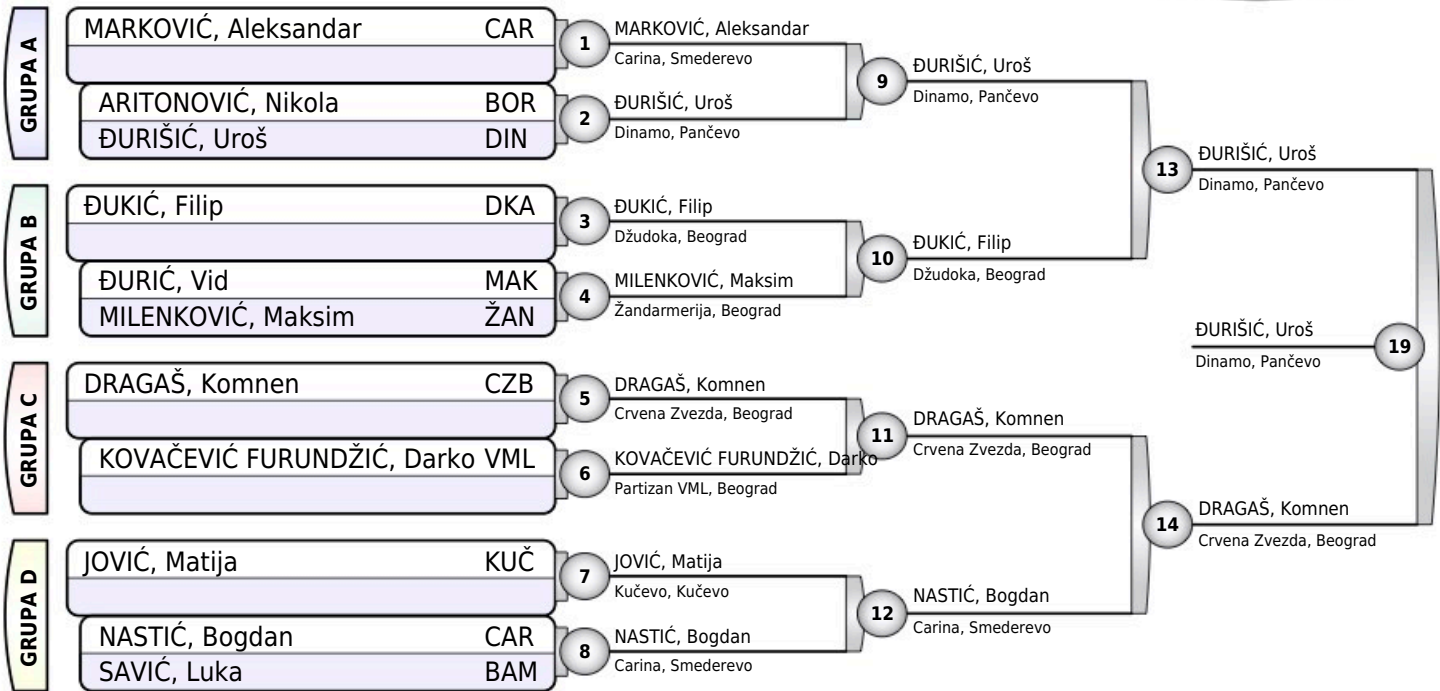 GRUPA A
MARKOVIĆ, Aleksandar CAR
ARITONOVIĆ, Nikola BOR
ĐURIŠIĆ, Uroš DIN
1
MARKOVIĆ, Aleksandar
Carina, Smederevo
2
ĐURIŠIĆ, Uroš
Dinamo, Pančevo
9
ĐURIŠIĆ, Uroš
Dinamo, Pančevo
GRUPA B
ĐUKIĆ, Filip DKA
ĐURIĆ, Vid MAK
MILENKOVIĆ, Maksim ŽAN
3
ĐUKIĆ, Filip
Džudoka, Beograd
4
MILENKOVIĆ, Maksim
Žandarmerija, Beograd
10
ĐUKIĆ, Filip
Džudoka, Beograd
13
ĐURIŠIĆ, Uroš
Dinamo, Pančevo
GRUPA C
DRAGAŠ, Komnen CZB
KOVAČEVIĆ FURUNDŽIĆ, Darko VML
5
DRAGAŠ, Komnen
Crvena Zvezda, Beograd
6
KOVAČEVIĆ FURUNDŽIĆ, Darko
Partizan VML, Beograd
11
DRAGAŠ, Komnen
Crvena Zvezda, Beograd
GRUPA D
JOVIĆ, Matija KUČ
NASTIĆ, Bogdan CAR
SAVIĆ, Luka BAM
7
JOVIĆ, Matija
Kučevo, Kučevo
8
NASTIĆ, Bogdan
Carina, Smederevo
12
NASTIĆ, Bogdan
Carina, Smederevo
14
DRAGAŠ, Komnen
Crvena Zvezda, Beograd
ĐURIŠIĆ, Uroš
Dinamo, Pančevo
19